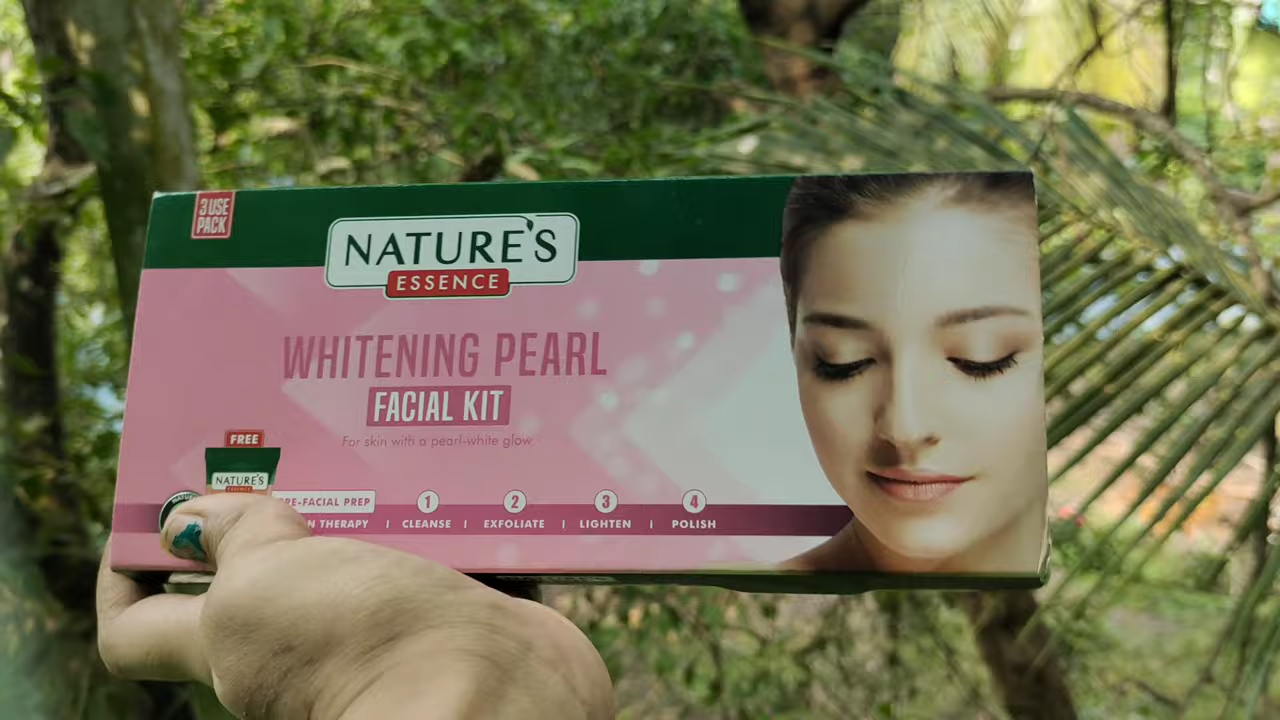 3 USE
PACK
NATURE'S
ESSENCE
WHITENING PEARL
FACIAL KIT
For skin with a pearl-white glow
FREE
NATURE'S
ESSENCE
FACIAL PREP
THERAPY | CLEANSE | EXFOLIATE | LIGHTEN | POLISH
1 2 3 4